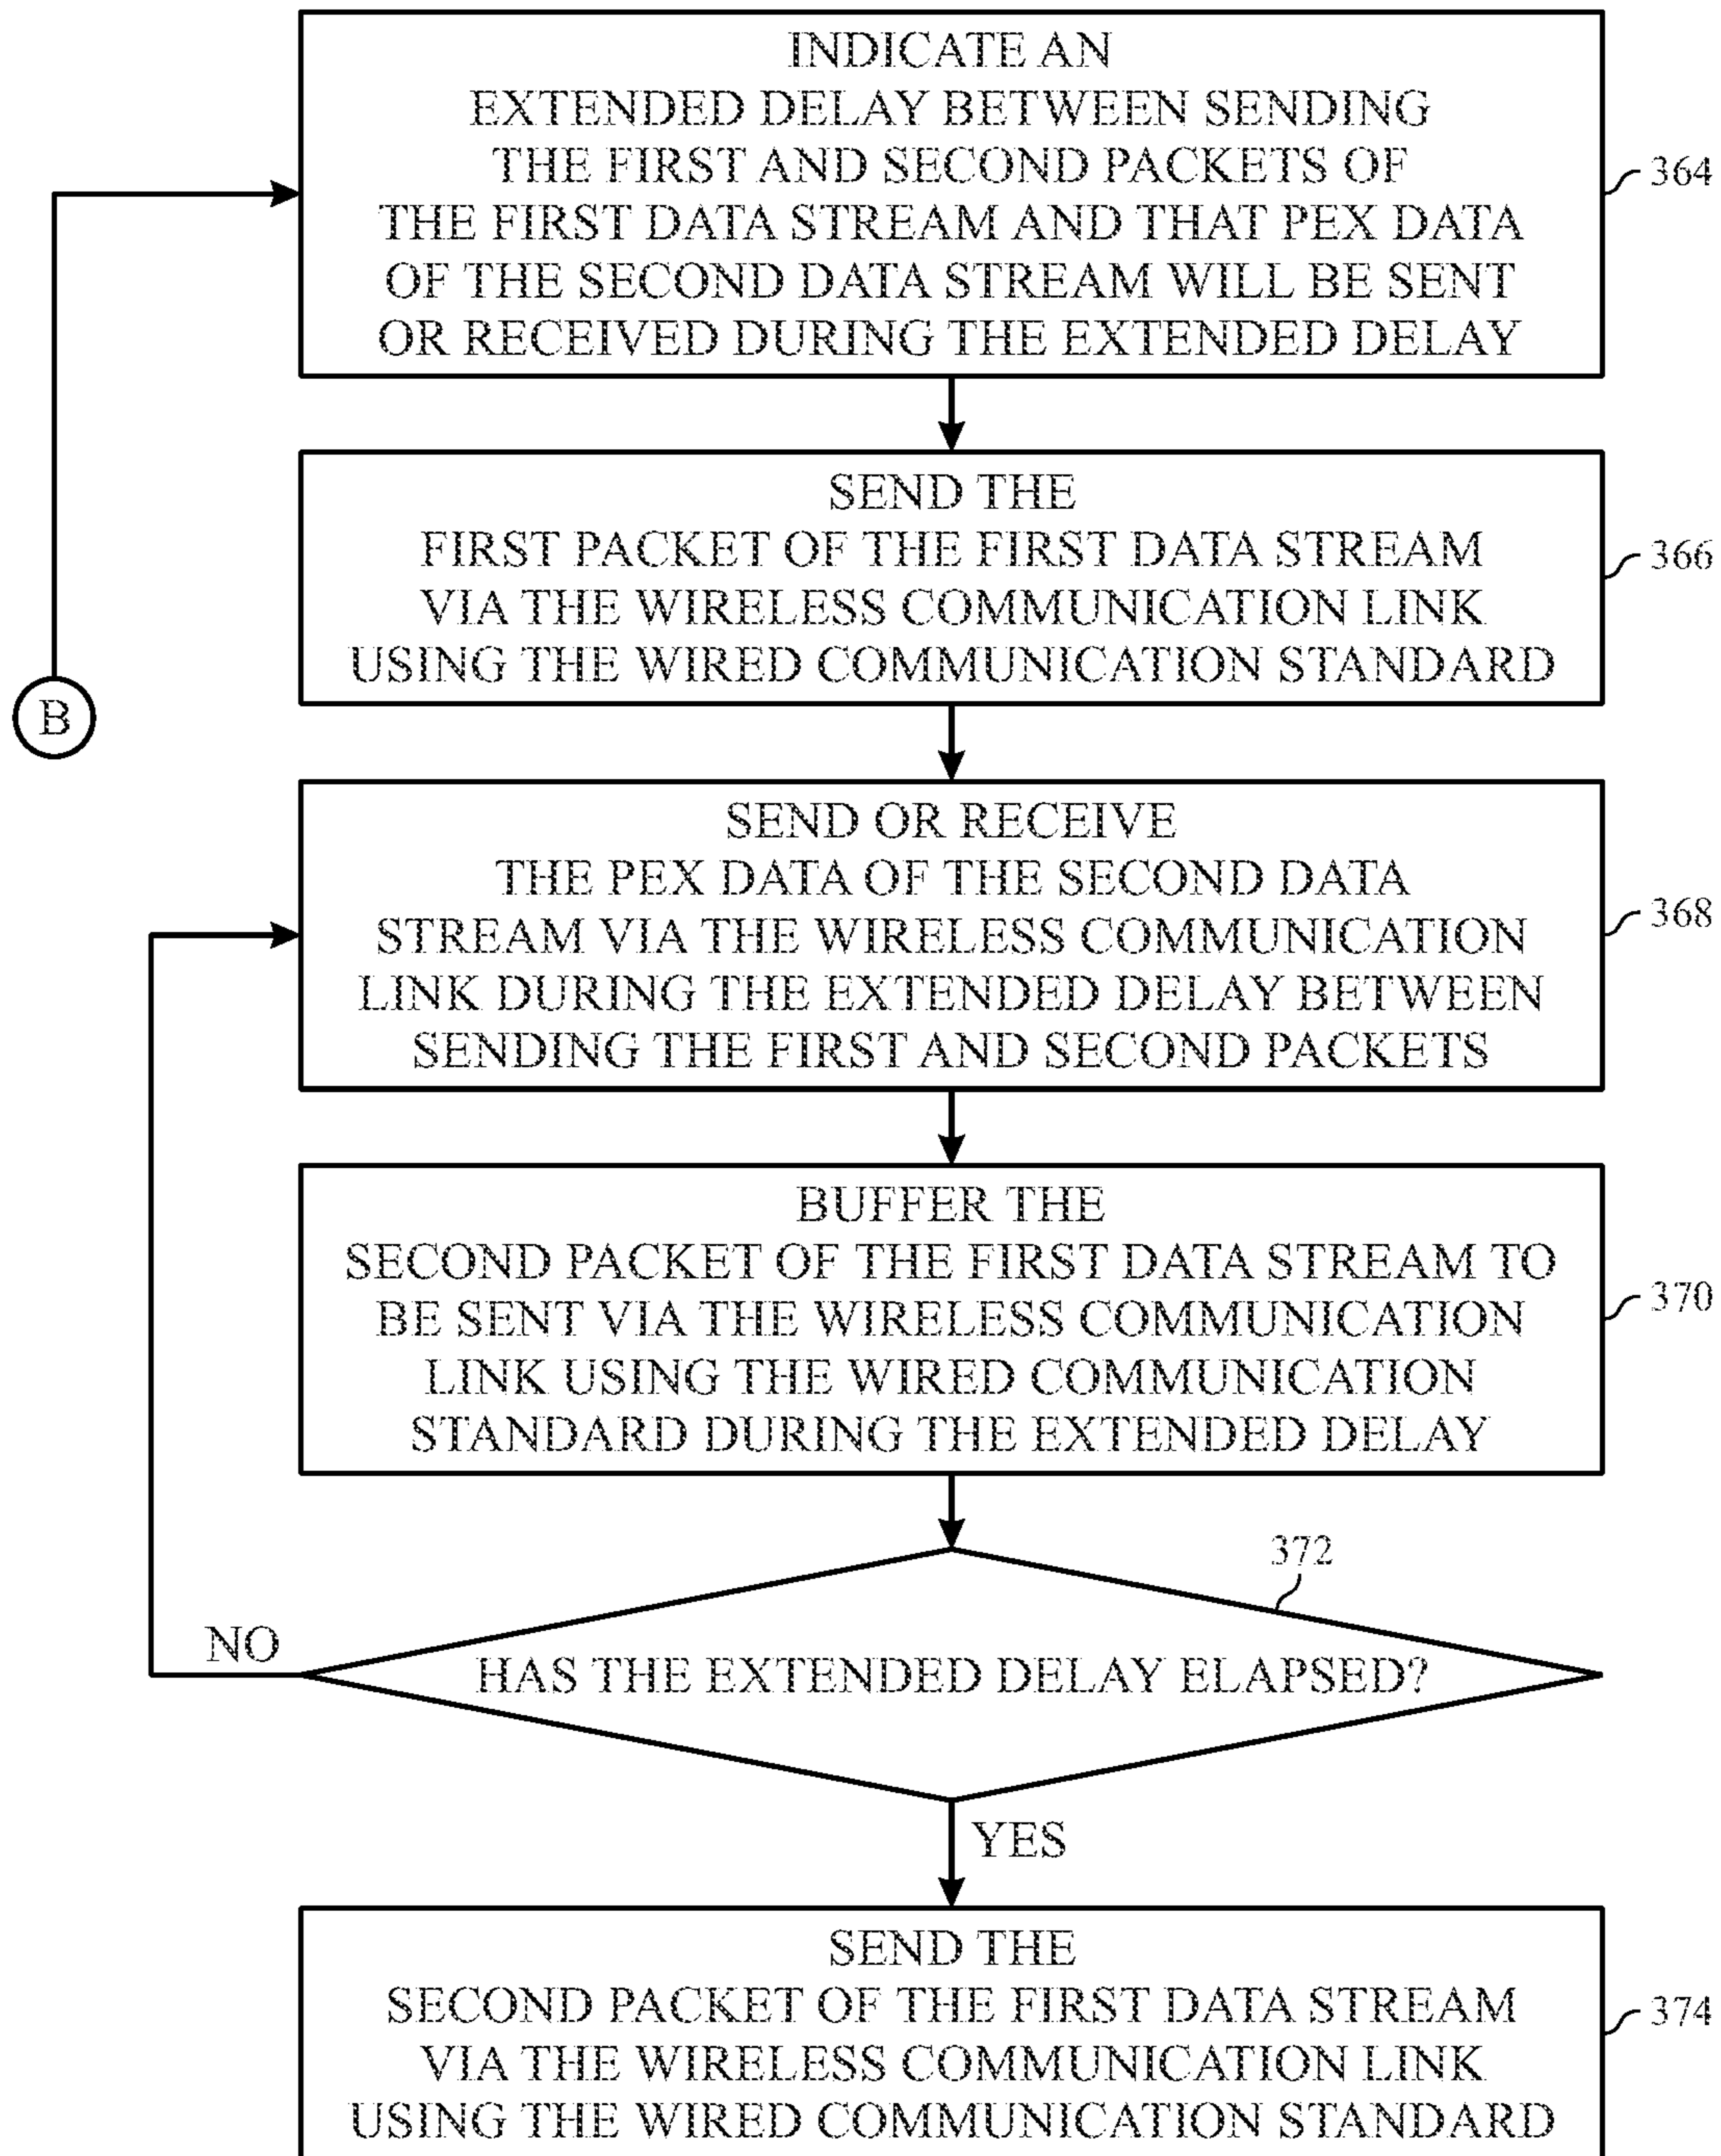 INDICATE AN
EXTENDED DELAY BETWEEN SENDING
THE FIRST AND SECOND PACKETS OF
THE FIRST DATA STREAM AND THAT PEX DATA
OF THE SECOND DATA STREAM WILL BE SENT
OR RECEIVED DURING THE EXTENDED DELAY
364
SEND THE
FIRST PACKET OF THE FIRST DATA STREAM
VIA THE WIRELESS COMMUNICATION LINK
USING THE WIRED COMMUNICATION STANDARD
366
B
SEND OR RECEIVE
THE PEX DATA OF THE SECOND DATA
STREAM VIA THE WIRELESS COMMUNICATION
LINK DURING THE EXTENDED DELAY BETWEEN
SENDING THE FIRST AND SECOND PACKETS
368
BUFFER THE
SECOND PACKET OF THE FIRST DATA STREAM TO
BE SENT VIA THE WIRELESS COMMUNICATION
LINK USING THE WIRED COMMUNICATION
STANDARD DURING THE EXTENDED DELAY
370
372
NO
HAS THE EXTENDED DELAY ELAPSED?
YES
SEND THE
SECOND PACKET OF THE FIRST DATA STREAM
VIA THE WIRELESS COMMUNICATION LINK
USING THE WIRED COMMUNICATION STANDARD
374